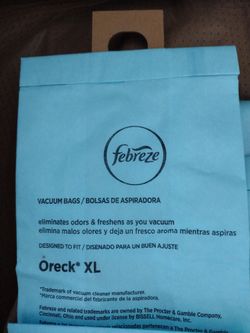 febreze
VACUUM BAGS / BOLSAS DE ASPIRADORA
eliminates odors & freshens as you vacuum
elimina malos olores y deja un fresco aroma mientras aspiras
DESIGNED TO FIT / DISENADO PARA UN BUEN AJUSTE
Oreck® XL
*Trademark of vacuum cleaner manufacturer.
*Marca commercial del fabricante de la aspiradora.
Febreze and related trademarks are owned by The Procter & Gamble Company,
Cincinnati, Ohio and used under license by BISSELL Homecare, Inc.
The Procter &